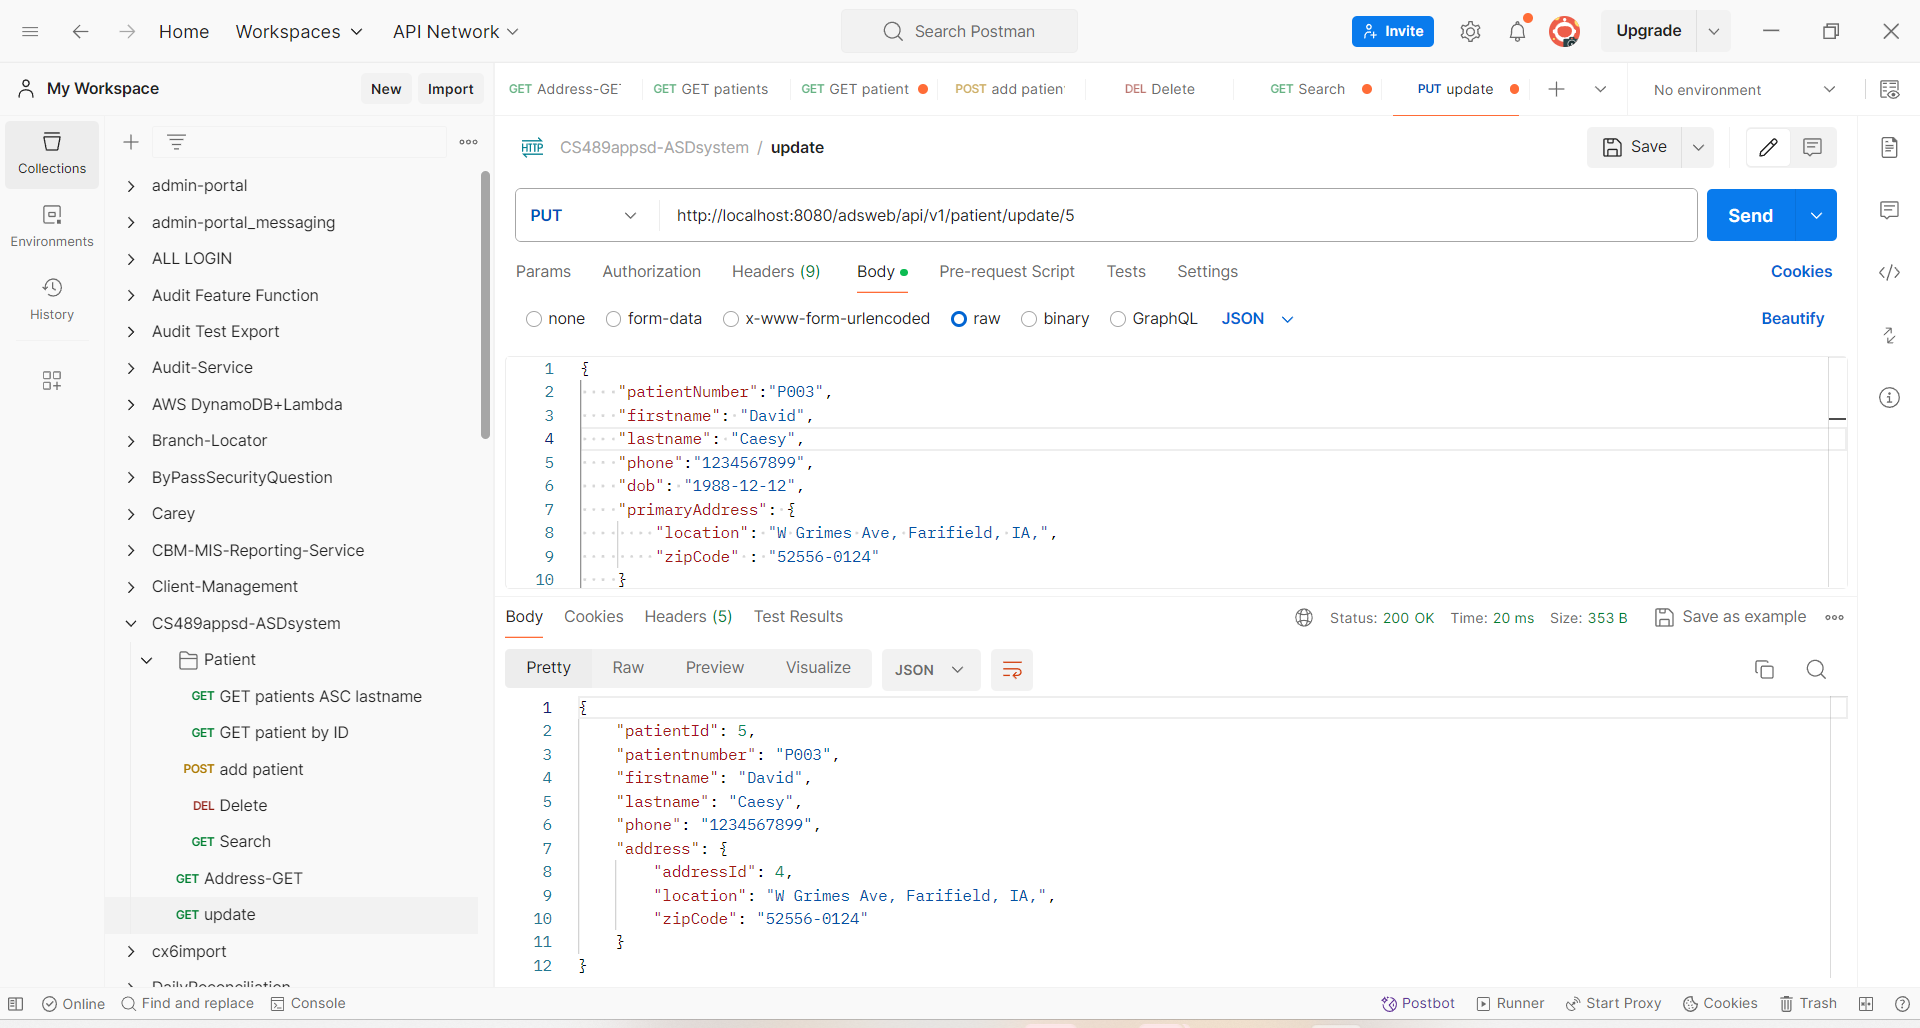 Home Workspaces API Network Search Postman Invite Upgrade
My Workspace New Import GET Address-GE GET GET patients GET GET patient POST add patien DEL Delete GET Search PUT update No environment
Collections
Environments
History
admin-portal
admin-portal_messaging
ALL LOGIN
Audit Feature Function
Audit Test Export
Audit-Service
AWS DynamoDB+Lambda
Branch-Locator
ByPassSecurityQuestion
Carey
CBM-MIS-Reporting-Service
Client-Management
CS489appsd-ASDsystem
Patient
GET GET patients ASC lastname
GET GET patient by ID
POST add patient
DEL Delete
GET Search
GET Address-GET
GET update
cx6import
DailyReconciliation
HTTP CS489appsd-ASDsystem / update Save
PUT http://localhost:8080/adsweb/api/v1/patient/update/5 Send
Params Authorization Headers (9) Body Pre-request Script Tests Settings Cookies
none form-data x-www-form-urlencoded raw binary GraphQL JSON Beautify
1 {
2 "patientNumber":"P003",
3 "firstname": "David",
4 "lastname": "Caesy",
5 "phone":"1234567899",
6 "dob": "1988-12-12",
7 "primaryAddress": {
8 "location": "W Grimes Ave, Farifield, IA,",
9 "zipCode" : "52556-0124"
10 }
Body Cookies Headers (5) Test Results Status: 200 OK Time: 20 ms Size: 353 B Save as example
Pretty Raw Preview Visualize JSON
1 {
2 "patientId": 5,
3 "patientnumber": "P003",
4 "firstname": "David",
5 "lastname": "Caesy",
6 "phone": "1234567899",
7 "address": {
8 "addressId": 4,
9 "location": "W Grimes Ave, Farifield, IA,",
10 "zipCode": "52556-0124"
11 }
12 }
Online Find and replace Console Postbot Runner Start Proxy Cookies Trash